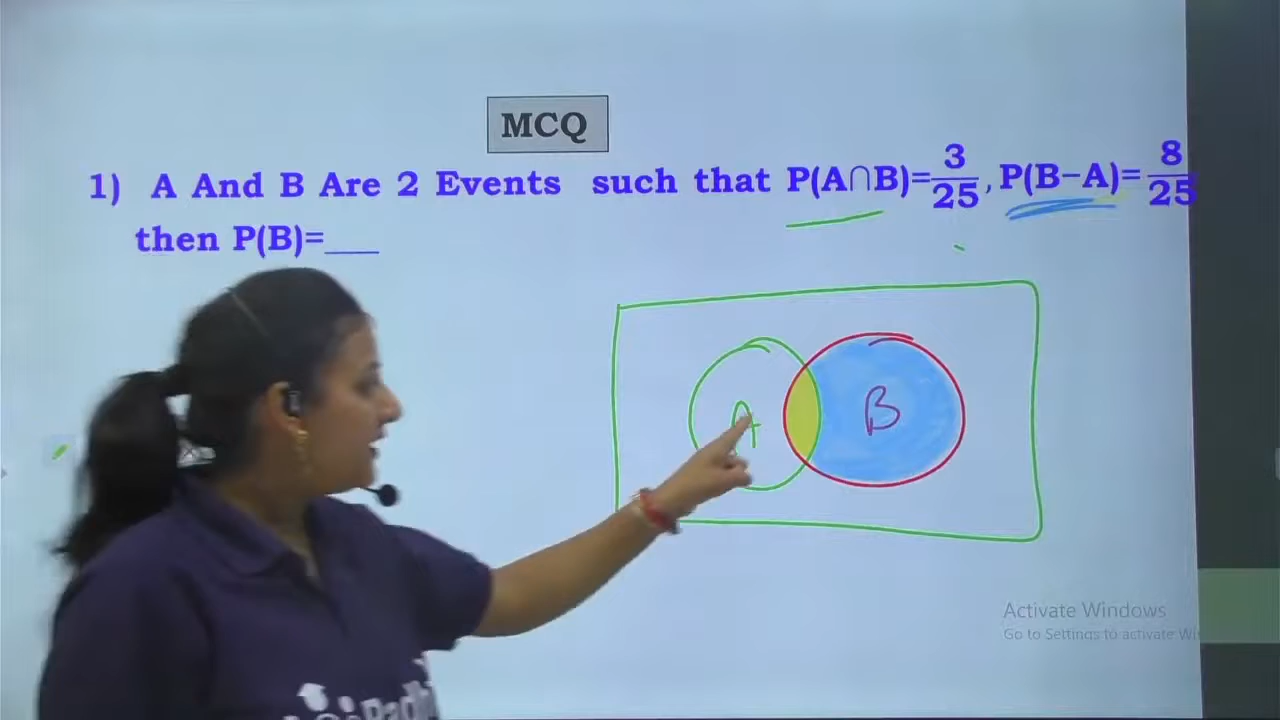 MCQ
1) A And B Are 2 Events such that P(A∩B)=3/25, P(B−A)=8/25
then P(B)=___
A B
Activate Windows
Go to Settings to activate Wi